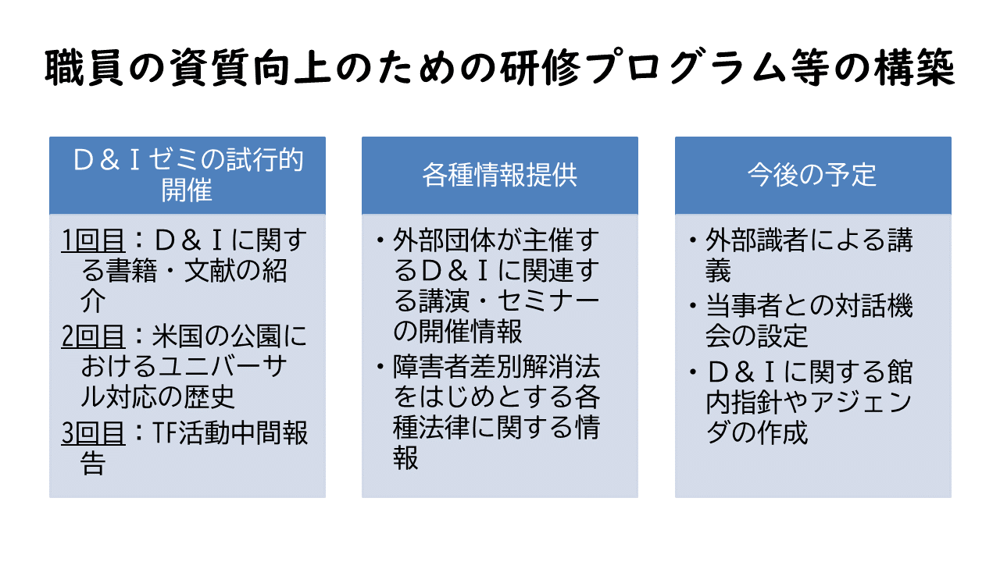 職員の資質向上のための研修プログラム等の構築
Ｄ＆Ｉゼミの試行的
開催
1回目：Ｄ＆Ｉに関す
る書籍・文献の紹
介
2回目：米国の公園に
おけるユニバーサ
ル対応の歴史
3回目：TF活動中間報
告
各種情報提供
・外部団体が主催す
るＤ＆Ｉに関連す
る講演・セミナー
の開催情報
・障害者差別解消法
をはじめとする各
種法律に関する情
報
今後の予定
・外部識者による講
義
・当事者との対話機
会の設定
・Ｄ＆Ｉに関する館
内指針やアジェン
ダの作成